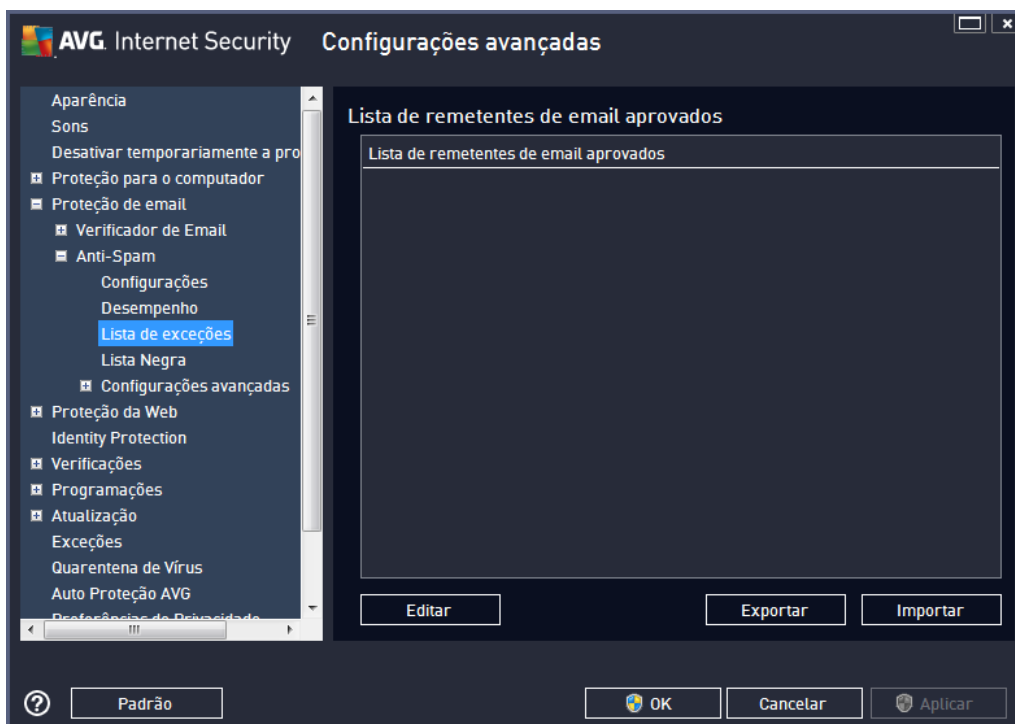 AVG. Internet Security Configurações avançadas
Aparência
Sons
Desativar temporariamente a pro
Proteção para o computador
Proteção de email
Verificador de Email
Anti-Spam
Configurações
Desempenho
Lista de exceções
Lista Negra
Configurações avançadas
Proteção da Web
Identity Protection
Verificações
Programações
Atualização
Exceções
Quarentena de Vírus
Auto Proteção AVG
Preferências de Privacidade
Lista de remetentes de email aprovados
Lista de remetentes de email aprovados
Editar
Exportar
Importar
Padrão
OK
Cancelar
Aplicar